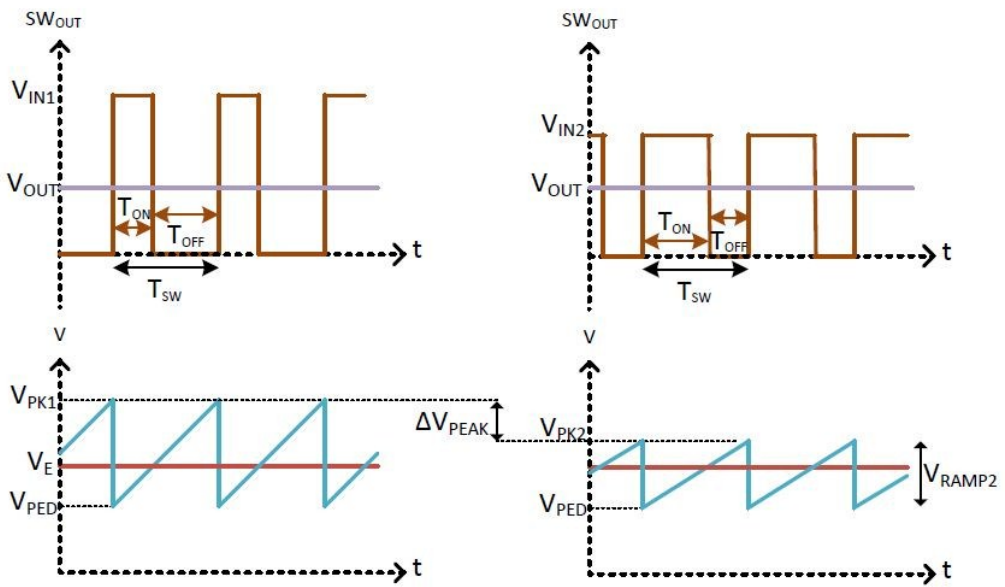 SWOUT
VIN1
VOUT
TON
TOFF
TSW
t
SWOUT
VIN2
VOUT
TON
TOFF
TSW
t
V
VPK1
VE
VPED
t
ΔVPEAK
V
VPK2
VPED
VRAMP2
t